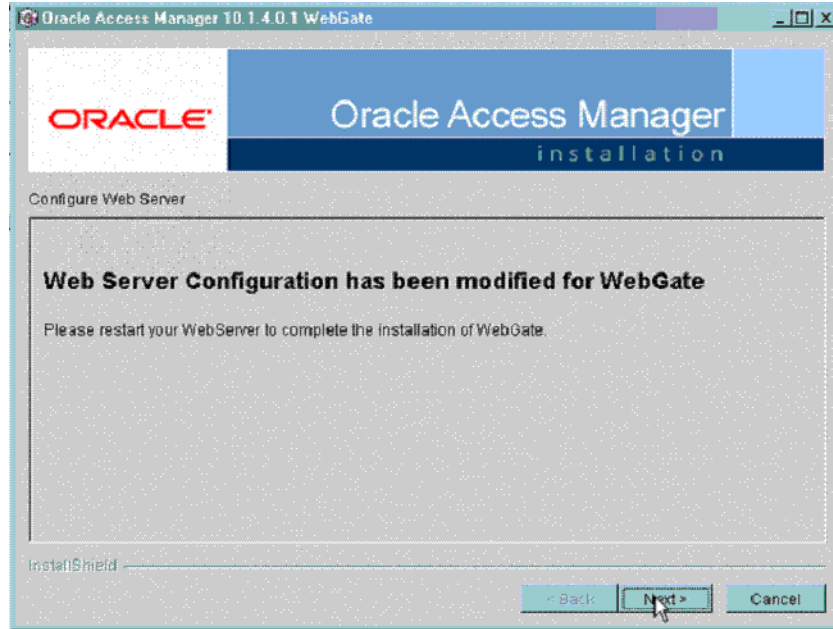 Oracle Access Manager 10.1.4.0.1 WebGate
ORACLE
Oracle Access Manager
installation
Configure Web Server
Web Server Configuration has been modified for WebGate
Please restart your WebServer to complete the installation of WebGate.
InstallShield
< Back
Next >
Cancel